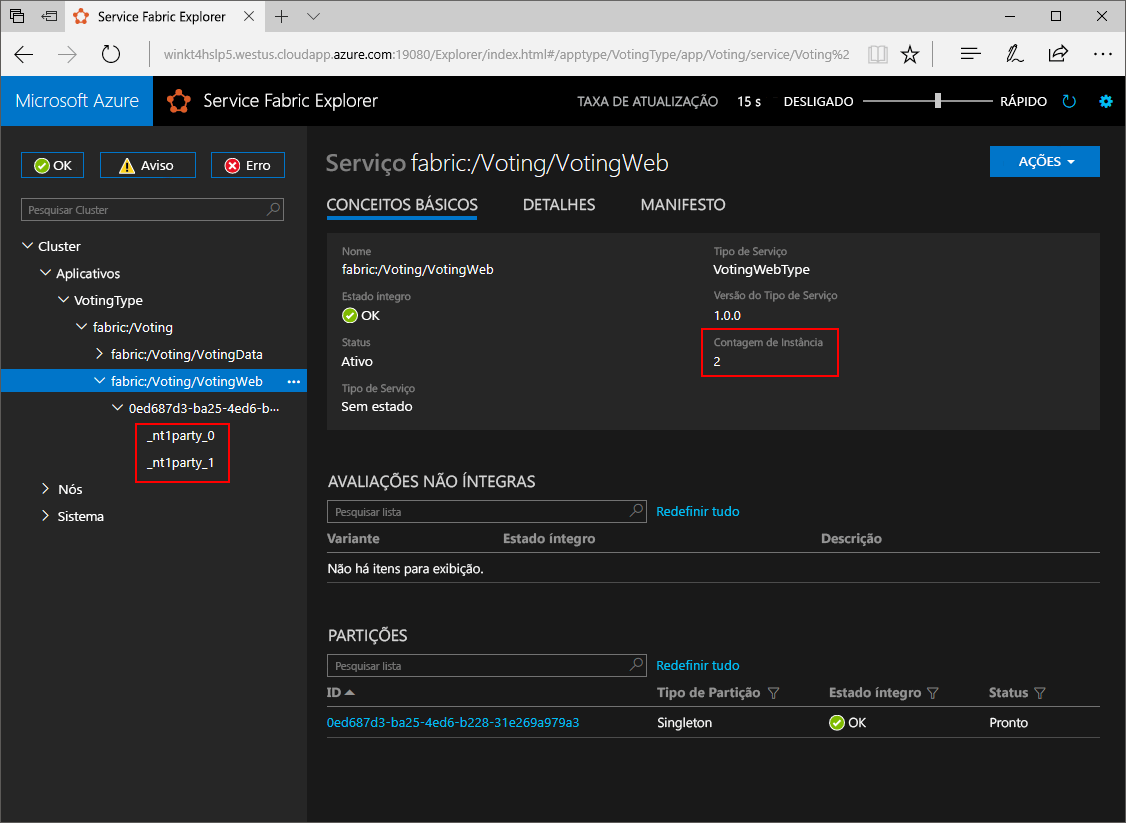 Service Fabric Explorer
winkt4hslp5.westus.cloudapp.azure.com:19080/Explorer/index.html#/apptype/VotingType/app/Voting/service/Voting%2
Microsoft Azure
Service Fabric Explorer
TAXA DE ATUALIZAÇÃO 15 s DESLIGADO RÁPIDO
OK Aviso Erro
Pesquisar Cluster
Cluster
Aplicativos
VotingType
fabric:/Voting
fabric:/Voting/VotingData
fabric:/Voting/VotingWeb ...
0ed687d3-ba25-4ed6-b...
_nt1party_0
_nt1party_1
Nós
Sistema
Serviço fabric:/Voting/VotingWeb
AÇÕES
CONCEITOS BÁSICOS DETALHES MANIFESTO
Nome
fabric:/Voting/VotingWeb
Estado íntegro
OK
Status
Ativo
Tipo de Serviço
Sem estado
Tipo de Serviço
VotingWebType
Versão do Tipo de Serviço
1.0.0
Contagem de Instância
2
AVALIAÇÕES NÃO ÍNTEGRAS
Pesquisar lista Redefinir tudo
Variante Estado íntegro Descrição
Não há itens para exibição.
PARTIÇÕES
Pesquisar lista Redefinir tudo
ID Tipo de Partição Estado íntegro Status
0ed687d3-ba25-4ed6-b228-31e269a979a3 Singleton OK Pronto